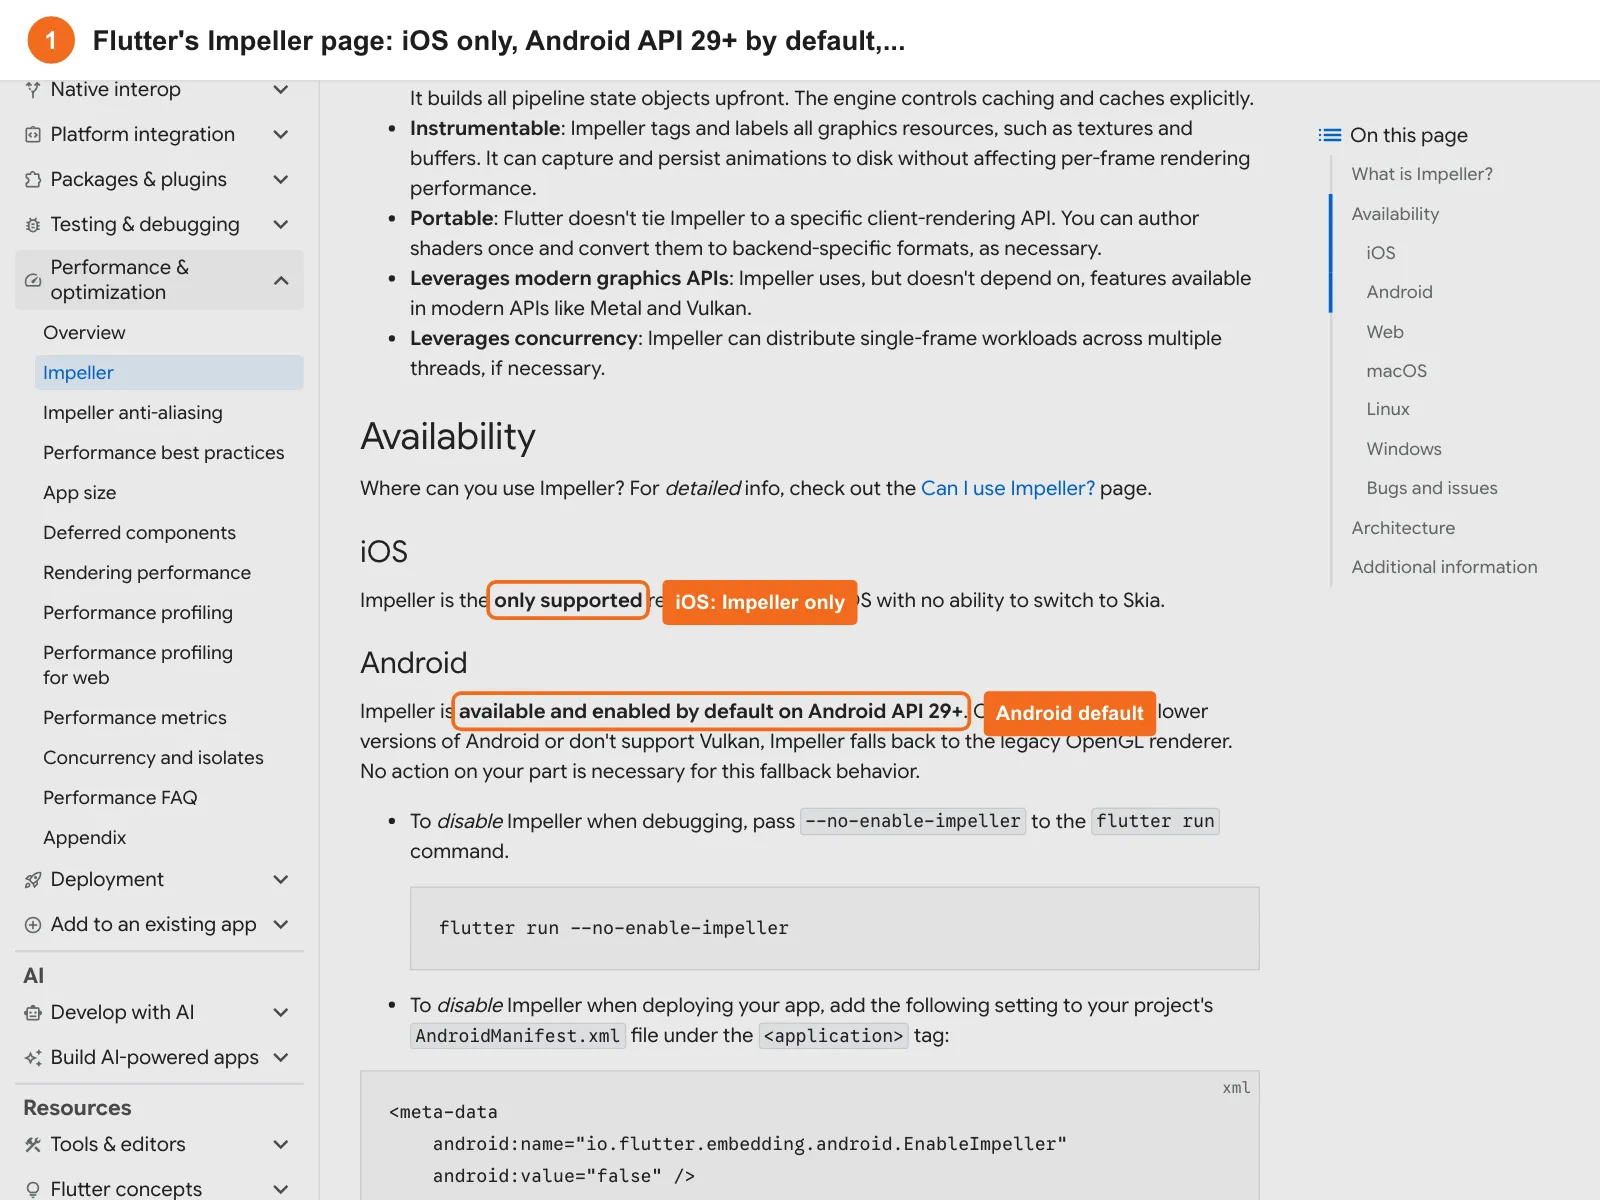 1
Flutter's Impeller page: iOS only, Android API 29+ by default,...
Native interop
Platform integration
Packages & plugins
Testing & debugging
Performance &
optimization
Overview
Impeller
Impeller anti-aliasing
Performance best practices
App size
Deferred components
Rendering performance
Performance profiling
Performance profiling
for web
Performance metrics
Concurrency and isolates
Performance FAQ
Appendix
Deployment
Add to an existing app
AI
Develop with AI
Build AI-powered apps
Resources
Tools & editors
Flutter concepts
It builds all pipeline state objects upfront. The engine controls caching and caches explicitly.
• Instrumentable: Impeller tags and labels all graphics resources, such as textures and
buffers. It can capture and persist animations to disk without affecting per-frame rendering
performance.
• Portable: Flutter doesn't tie Impeller to a specific client-rendering API. You can author
shaders once and convert them to backend-specific formats, as necessary.
• Leverages modern graphics APIs: Impeller uses, but doesn't depend on, features available
in modern APIs like Metal and Vulkan.
• Leverages concurrency: Impeller can distribute single-frame workloads across multiple
threads, if necessary.
Availability
Where can you use Impeller? For detailed info, check out the Can I use Impeller? page.
iOS
Impeller is the only supported iOS: Impeller only with no ability to switch to Skia.
Android
Impeller is available and enabled by default on Android API 29+. Android default lower
versions of Android or don't support Vulkan, Impeller falls back to the legacy OpenGL renderer.
No action on your part is necessary for this fallback behavior.
• To disable Impeller when debugging, pass --no-enable-impeller to the flutter run
command.
flutter run --no-enable-impeller
• To disable Impeller when deploying your app, add the following setting to your project's
AndroidManifest.xml file under the <application> tag:
xml
<meta-data
android:name="io.flutter.embedding.android.EnableImpeller"
android:value="false" />
On this page
What is Impeller?
Availability
iOS
Android
Web
macOS
Linux
Windows
Bugs and issues
Architecture
Additional information